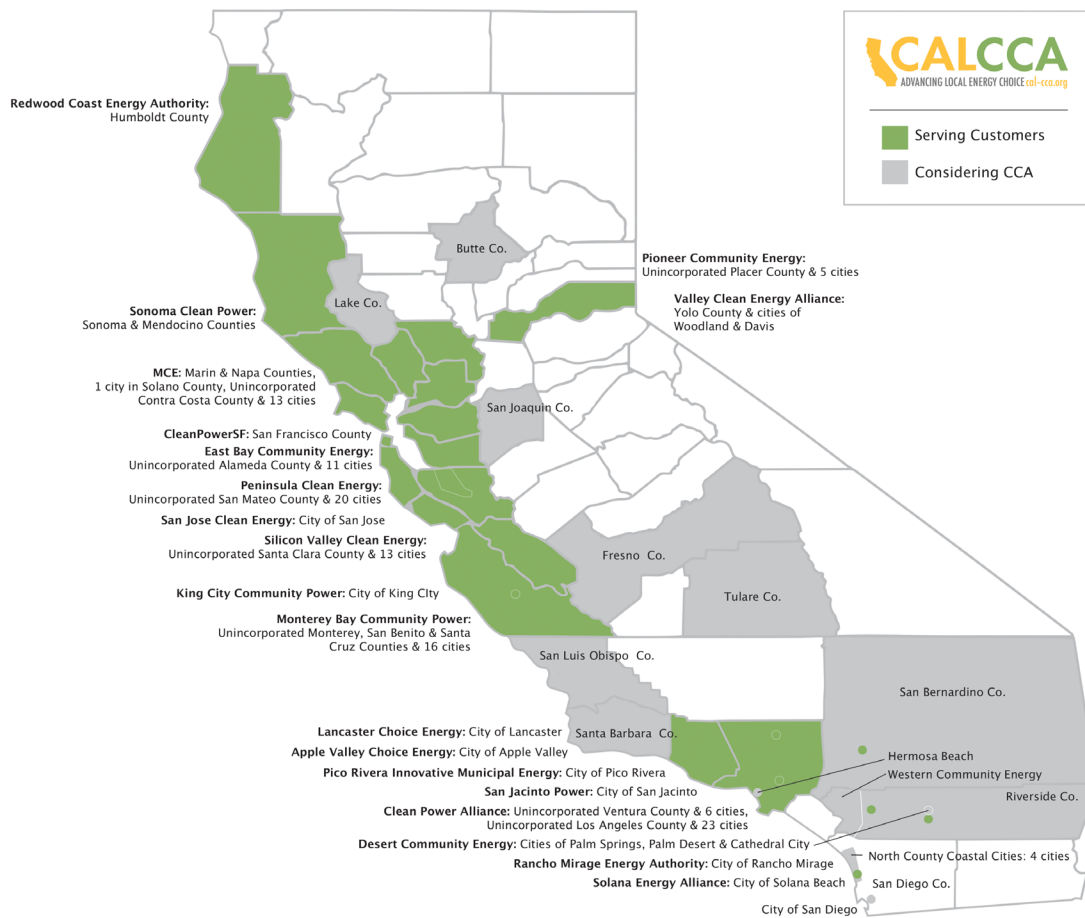 CALCCA
ADVANCING LOCAL ENERGY CHOICE cal-cca.org
Serving Customers
Considering CCA
Redwood Coast Energy Authority:
Humboldt County
Butte Co.
Pioneer Community Energy:
Unincorporated Placer County & 5 cities
Lake Co.
Valley Clean Energy Alliance:
Yolo County & cities of
Woodland & Davis
Sonoma Clean Power:
Sonoma & Mendocino Counties
MCE: Marin & Napa Counties,
1 city in Solano County, Unincorporated
Contra Costa County & 13 cities
San Joaquin Co.
CleanPowerSF: San Francisco County
East Bay Community Energy:
Unincorporated Alameda County & 11 cities
Peninsula Clean Energy:
Unincorporated San Mateo County & 20 cities
San Jose Clean Energy: City of San Jose
Silicon Valley Clean Energy:
Unincorporated Santa Clara County & 13 cities
Fresno Co.
King City Community Power: City of King CIty
Tulare Co.
Monterey Bay Community Power:
Unincorporated Monterey, San Benito & Santa
Cruz Counties & 16 cities
San Luis Obispo Co.
San Bernardino Co.
Lancaster Choice Energy: City of Lancaster
Santa Barbara Co.
Apple Valley Choice Energy: City of Apple Valley
Hermosa Beach
Pico Rivera Innovative Municipal Energy: City of Pico Rivera
Western Community Energy
San Jacinto Power: City of San Jacinto
Riverside Co.
Clean Power Alliance: Unincorporated Ventura County & 6 cities,
Unincorporated Los Angeles County & 23 cities
Desert Community Energy: Cities of Palm Springs, Palm Desert & Cathedral City
North County Coastal Cities: 4 cities
Rancho Mirage Energy Authority: City of Rancho Mirage
Solana Energy Alliance: City of Solana Beach
San Diego Co.
City of San Diego